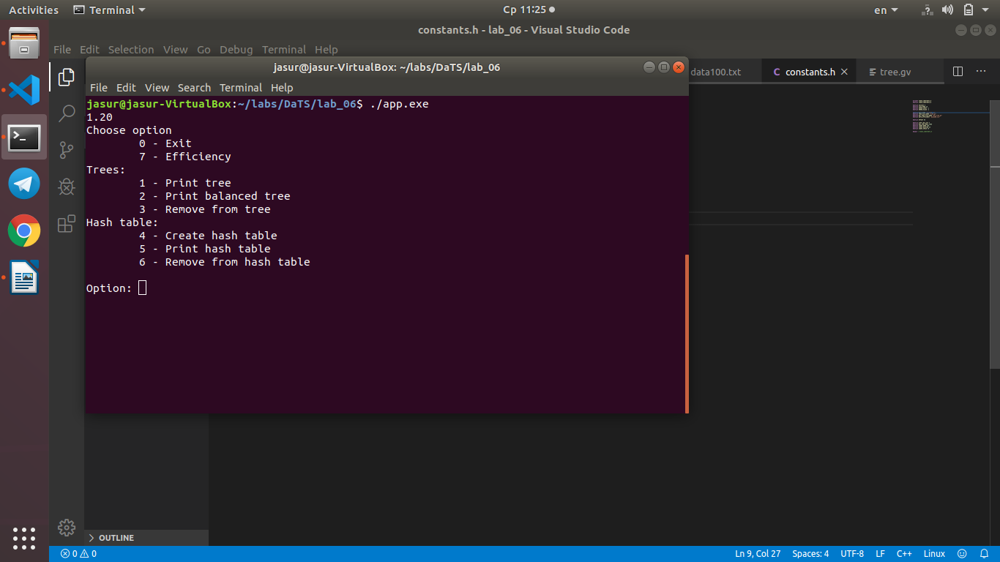 Activities Terminal Ср 11:25 en
constants.h - lab_06 - Visual Studio Code
File Edit Selection View Go Debug Terminal Help
jasur@jasur-VirtualBox: ~/labs/DaTS/lab_06
data100.txt constants.h tree.gv
File Edit View Search Terminal Help
jasur@jasur-VirtualBox:~/labs/DaTS/lab_06$ ./app.exe
1.20
Choose option
0 - Exit
7 - Efficiency
Trees:
1 - Print tree
2 - Print balanced tree
3 - Remove from tree
Hash table:
4 - Create hash table
5 - Print hash table
6 - Remove from hash table
Option:
OUTLINE
0 0 Ln 9, Col 27 Spaces: 4 UTF-8 LF C++ Linux